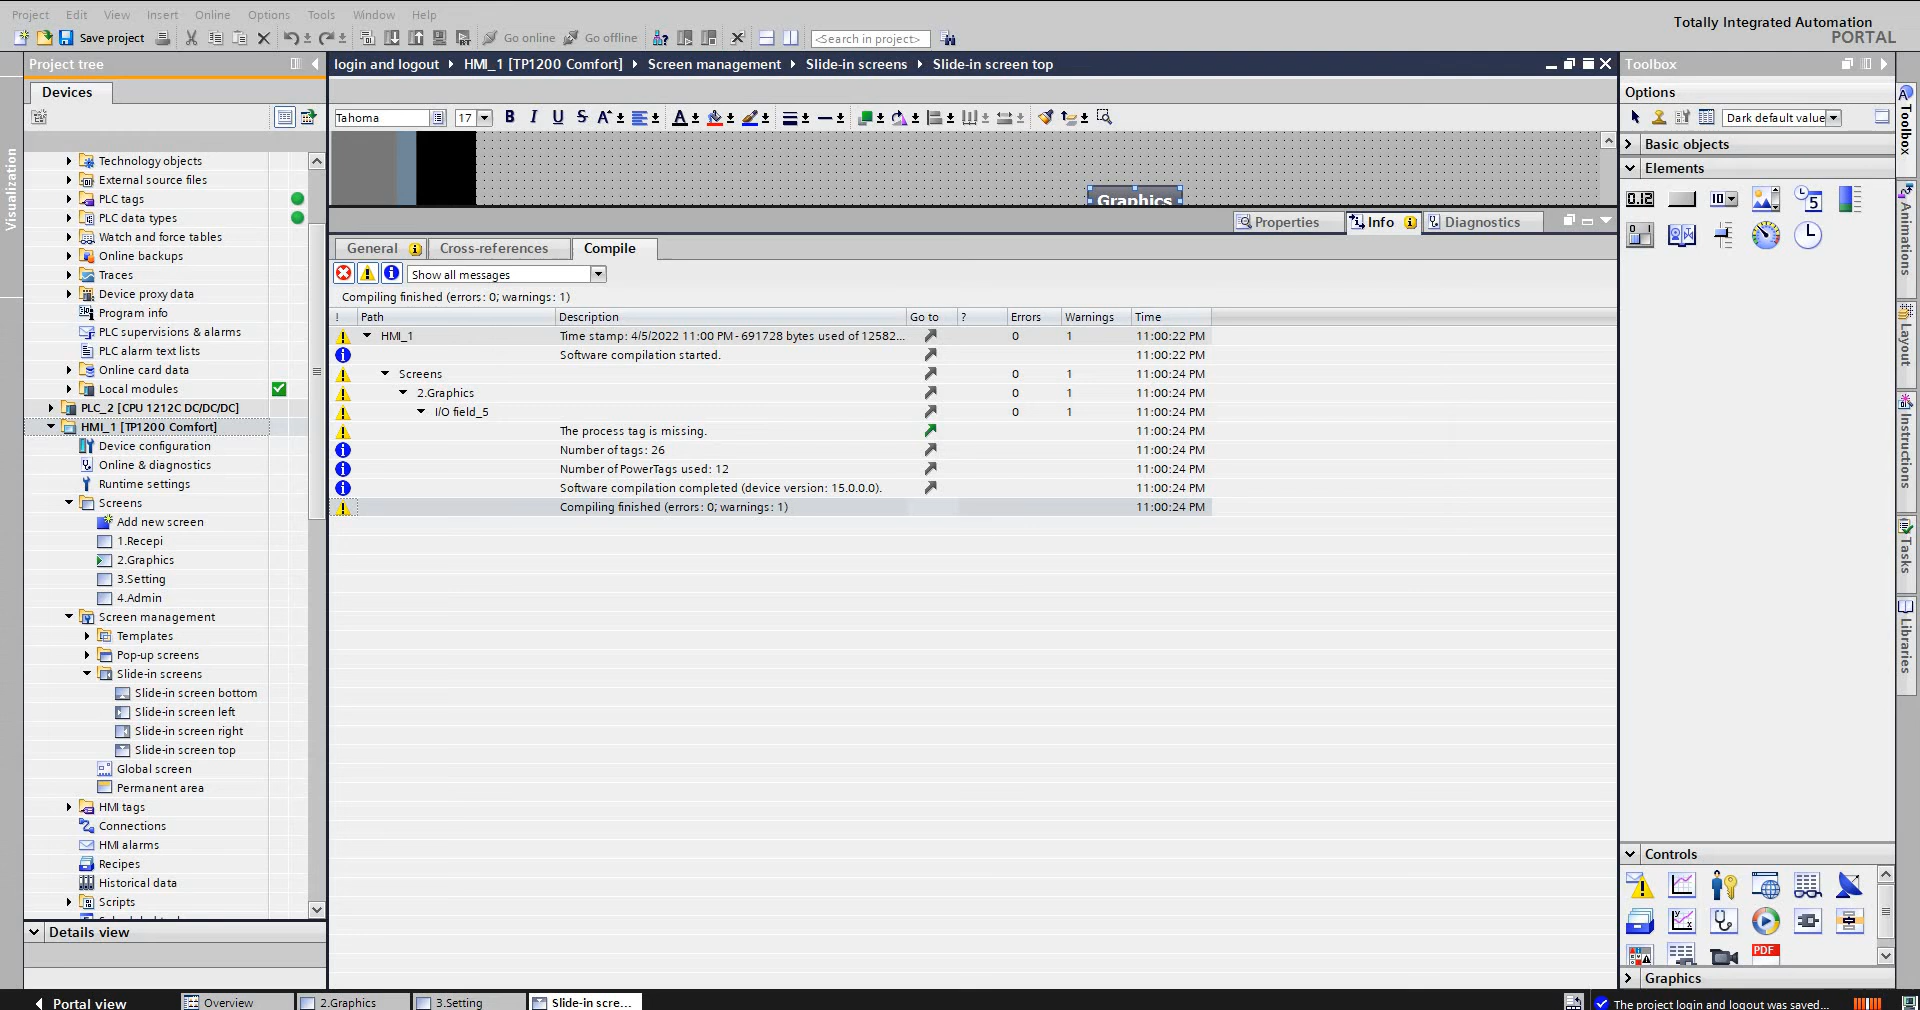 Project Edit View Insert Online Options Tools Window Help
Totally Integrated Automation
PORTAL
Save project
Go online
Go offline
<Search in project>
Project tree
login and logout HMI_1 [TP1200 Comfort] Screen management Slide-in screens Slide-in screen top
Toolbox
Devices
Options
Tahoma
17
Dark default value
Basic objects
Elements
Visualization
Technology objects
External source files
PLC tags
PLC data types
Watch and force tables
Online backups
Traces
Device proxy data
Program info
PLC supervisions & alarms
PLC alarm text lists
Online card data
Local modules
PLC_2 [CPU 1212C DC/DC/DC]
HMI_1 [TP1200 Comfort]
Device configuration
Online & diagnostics
Runtime settings
Screens
Add new screen
1.Recepi
2.Graphics
3.Setting
4.Admin
Screen management
Templates
Pop-up screens
Slide-in screens
Slide-in screen bottom
Slide-in screen left
Slide-in screen right
Slide-in screen top
Global screen
Permanent area
HMI tags
Connections
HMI alarms
Recipes
Historical data
Scripts
Details view
Graphics
Properties Info Diagnostics
General Cross-references Compile
Show all messages
Compiling finished (errors: 0; warnings: 1)
! Path Description Go to ? Errors Warnings Time
HMI_1 Time stamp: 4/5/2022 11:00 PM - 691728 bytes used of 12582... 0 1 11:00:22 PM
Software compilation started. 11:00:22 PM
Screens 0 1 11:00:24 PM
2.Graphics 0 1 11:00:24 PM
I/O field_5 0 1 11:00:24 PM
The process tag is missing. 11:00:24 PM
Number of tags: 26 11:00:24 PM
Number of PowerTags used: 12 11:00:24 PM
Software compilation completed (device version: 15.0.0.0). 11:00:24 PM
Compiling finished (errors: 0; warnings: 1) 11:00:24 PM
Toolbox
Animations
Layout
Instructions
Tasks
Libraries
Controls
PDF
Graphics
Portal view
Overview
2.Graphics
3.Setting
Slide-in scre...
The project login and logout was saved...